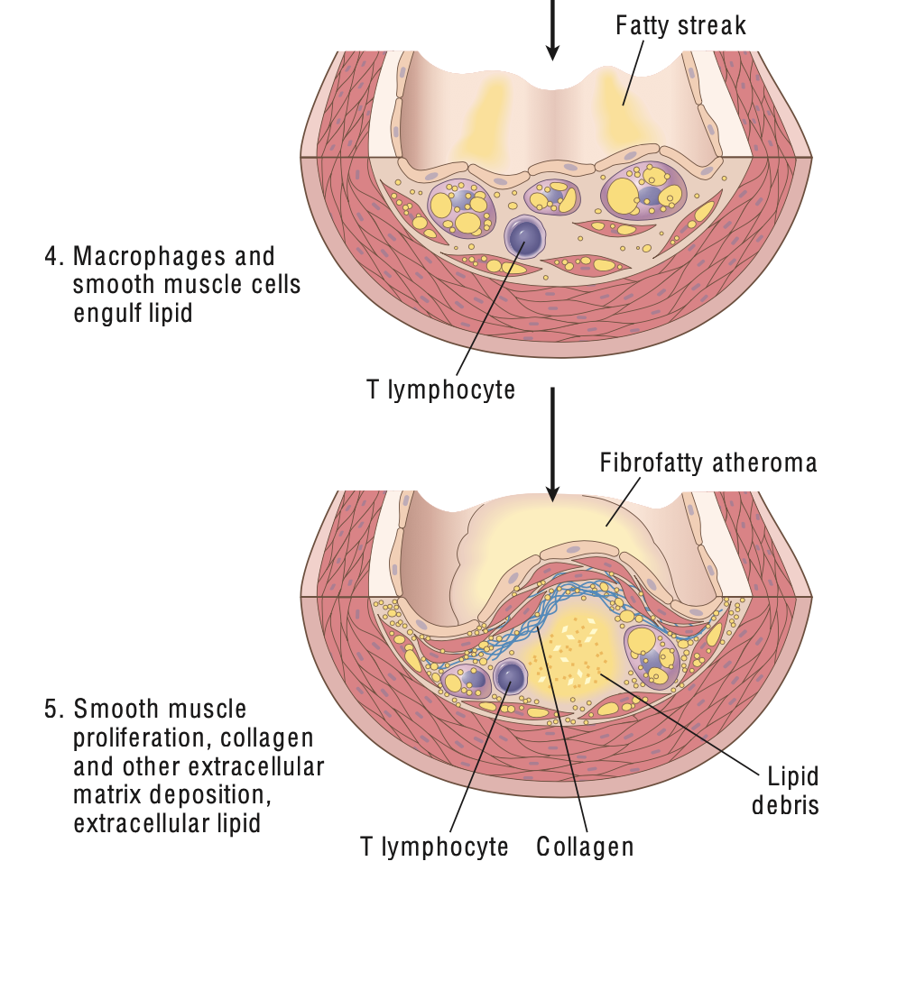 Fatty streak
4. Macrophages and
smooth muscle cells
engulf lipid
T lymphocyte
Fibrofatty atheroma
5. Smooth muscle
proliferation, collagen
and other extracellular
matrix deposition,
extracellular lipid
Lipid
debris
T lymphocyte
Collagen